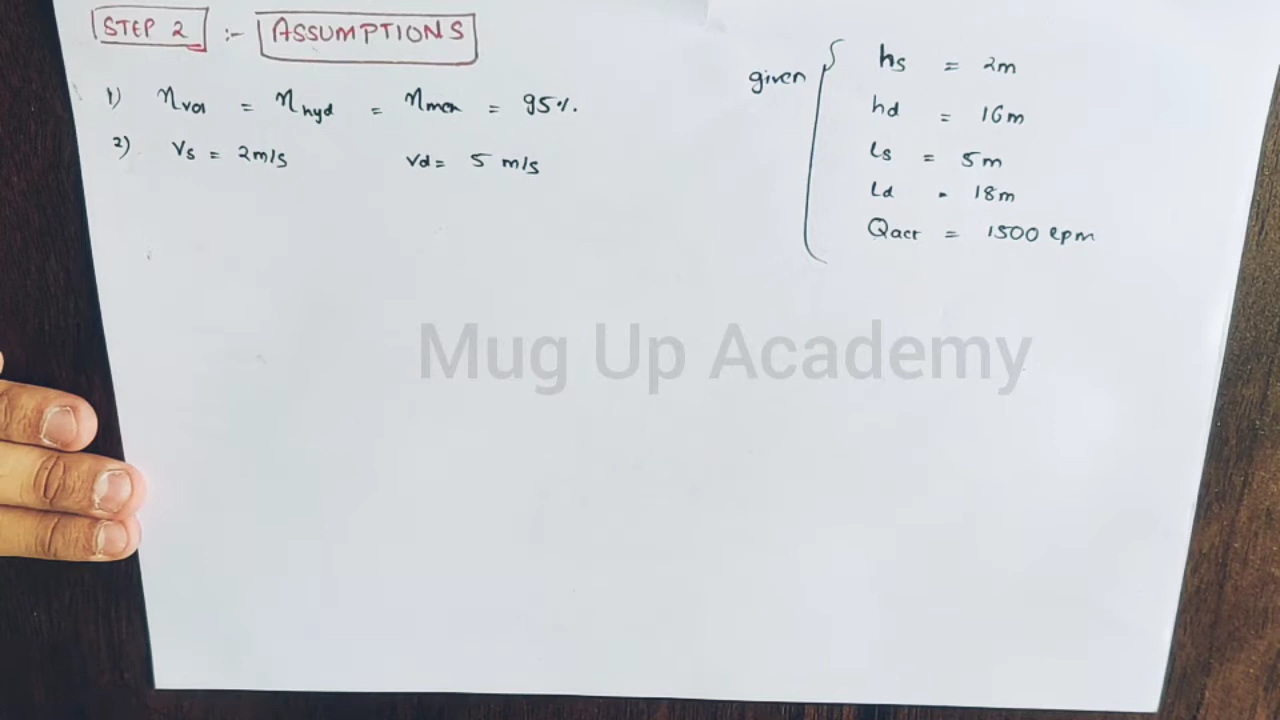 STEP 2 :- ASSUMPTIONS
1) ηvol = ηhyd = ηmch = 95%.
2) Vs = 2m/s Vd = 5 m/s
given
hs = 2m
hd = 16m
ls = 5m
ld = 18m
Qact = 1500 lpm
Mug Up Academy